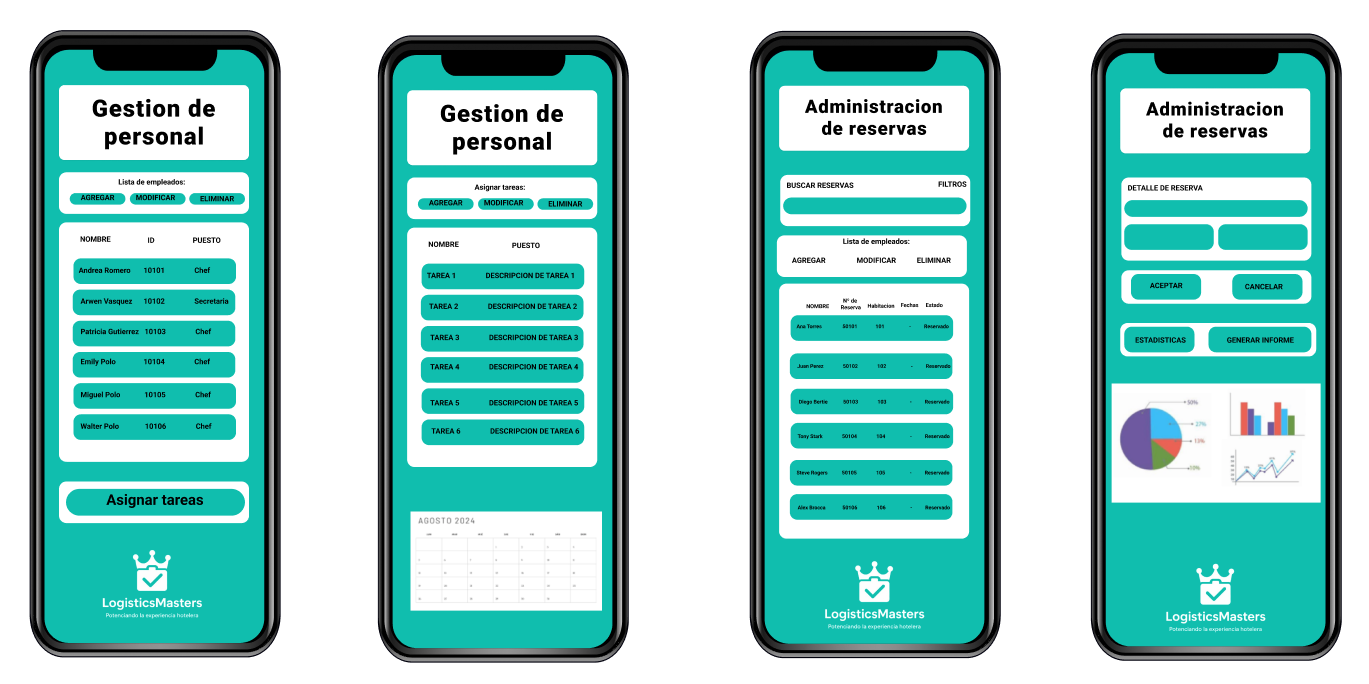 Gestion de
personal
Lista de empleados:
AGREGAR MODIFICAR ELIMINAR
NOMBRE ID PUESTO
Andrea Romero 10101 Chef
Arwen Vasquez 10102 Secretaria
Patricia Gutierrez 10103 Chef
Emily Polo 10104 Chef
Miguel Polo 10105 Chef
Walter Polo 10106 Chef
Asignar tareas
LogisticsMasters
Potenciando la experiencia hotelera
Gestion de
personal
Asignar tareas:
AGREGAR MODIFICAR ELIMINAR
NOMBRE PUESTO
TAREA 1 DESCRIPCION DE TAREA 1
TAREA 2 DESCRIPCION DE TAREA 2
TAREA 3 DESCRIPCION DE TAREA 3
TAREA 4 DESCRIPCION DE TAREA 4
TAREA 5 DESCRIPCION DE TAREA 5
TAREA 6 DESCRIPCION DE TAREA 6
AGOSTO 2024
Administracion
de reservas
BUSCAR RESERVAS FILTROS
Lista de empleados:
AGREGAR MODIFICAR ELIMINAR
NOMBRE Nº de Reserva Habitacion Fechas Estado
Ana Torres 50101 101 - Reservado
Juan Perez 50102 102 - Reservado
Diego Bertie 50103 103 - Reservado
Tony Stark 50104 104 - Reservado
Steve Rogers 50105 105 - Reservado
Alex Bracco 50106 106 - Reservado
LogisticsMasters
Potenciando la experiencia hotelera
Administracion
de reservas
DETALLE DE RESERVA
ACEPTAR CANCELAR
ESTADISTICAS GENERAR INFORME
50%
27%
13%
LogisticsMasters
Potenciando la experiencia hotelera